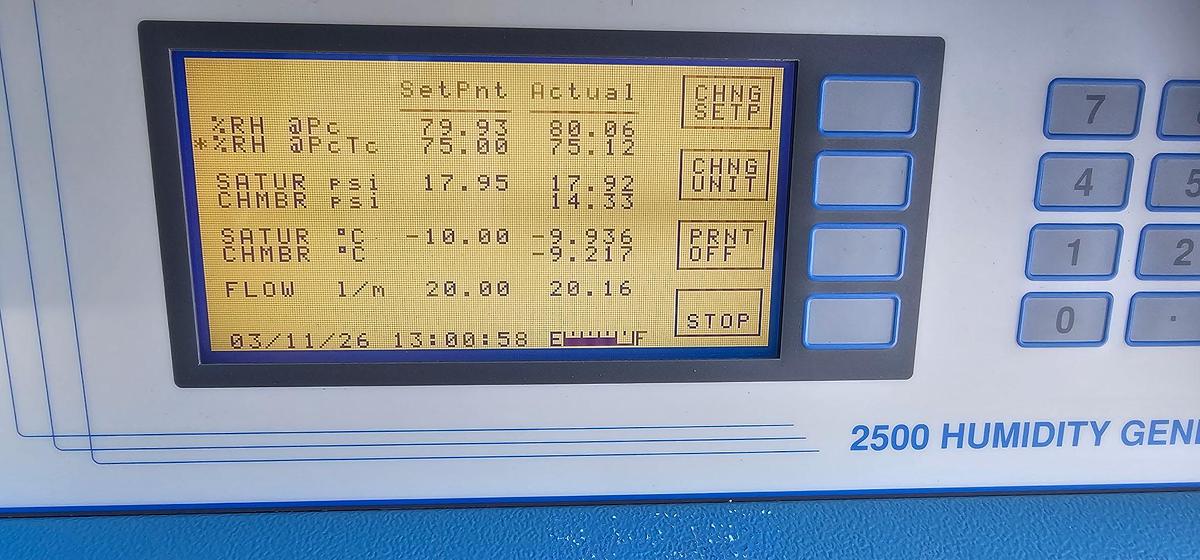 SetPnt Actual
%RH @Pc 79.93 80.06
*%RH @PcTc 75.00 75.12
SATUR psi 17.95 17.92
CHMBR psi 14.33
SATUR °C -10.00 -9.936
CHMBR °C -9.217
FLOW l/m 20.00 20.16
03/11/26 13:00:58 E F
CHNG
SETP
CHNG
UNIT
PRNT
OFF
STOP
7
4 5
1 2
0 .
2500 HUMIDITY GEN